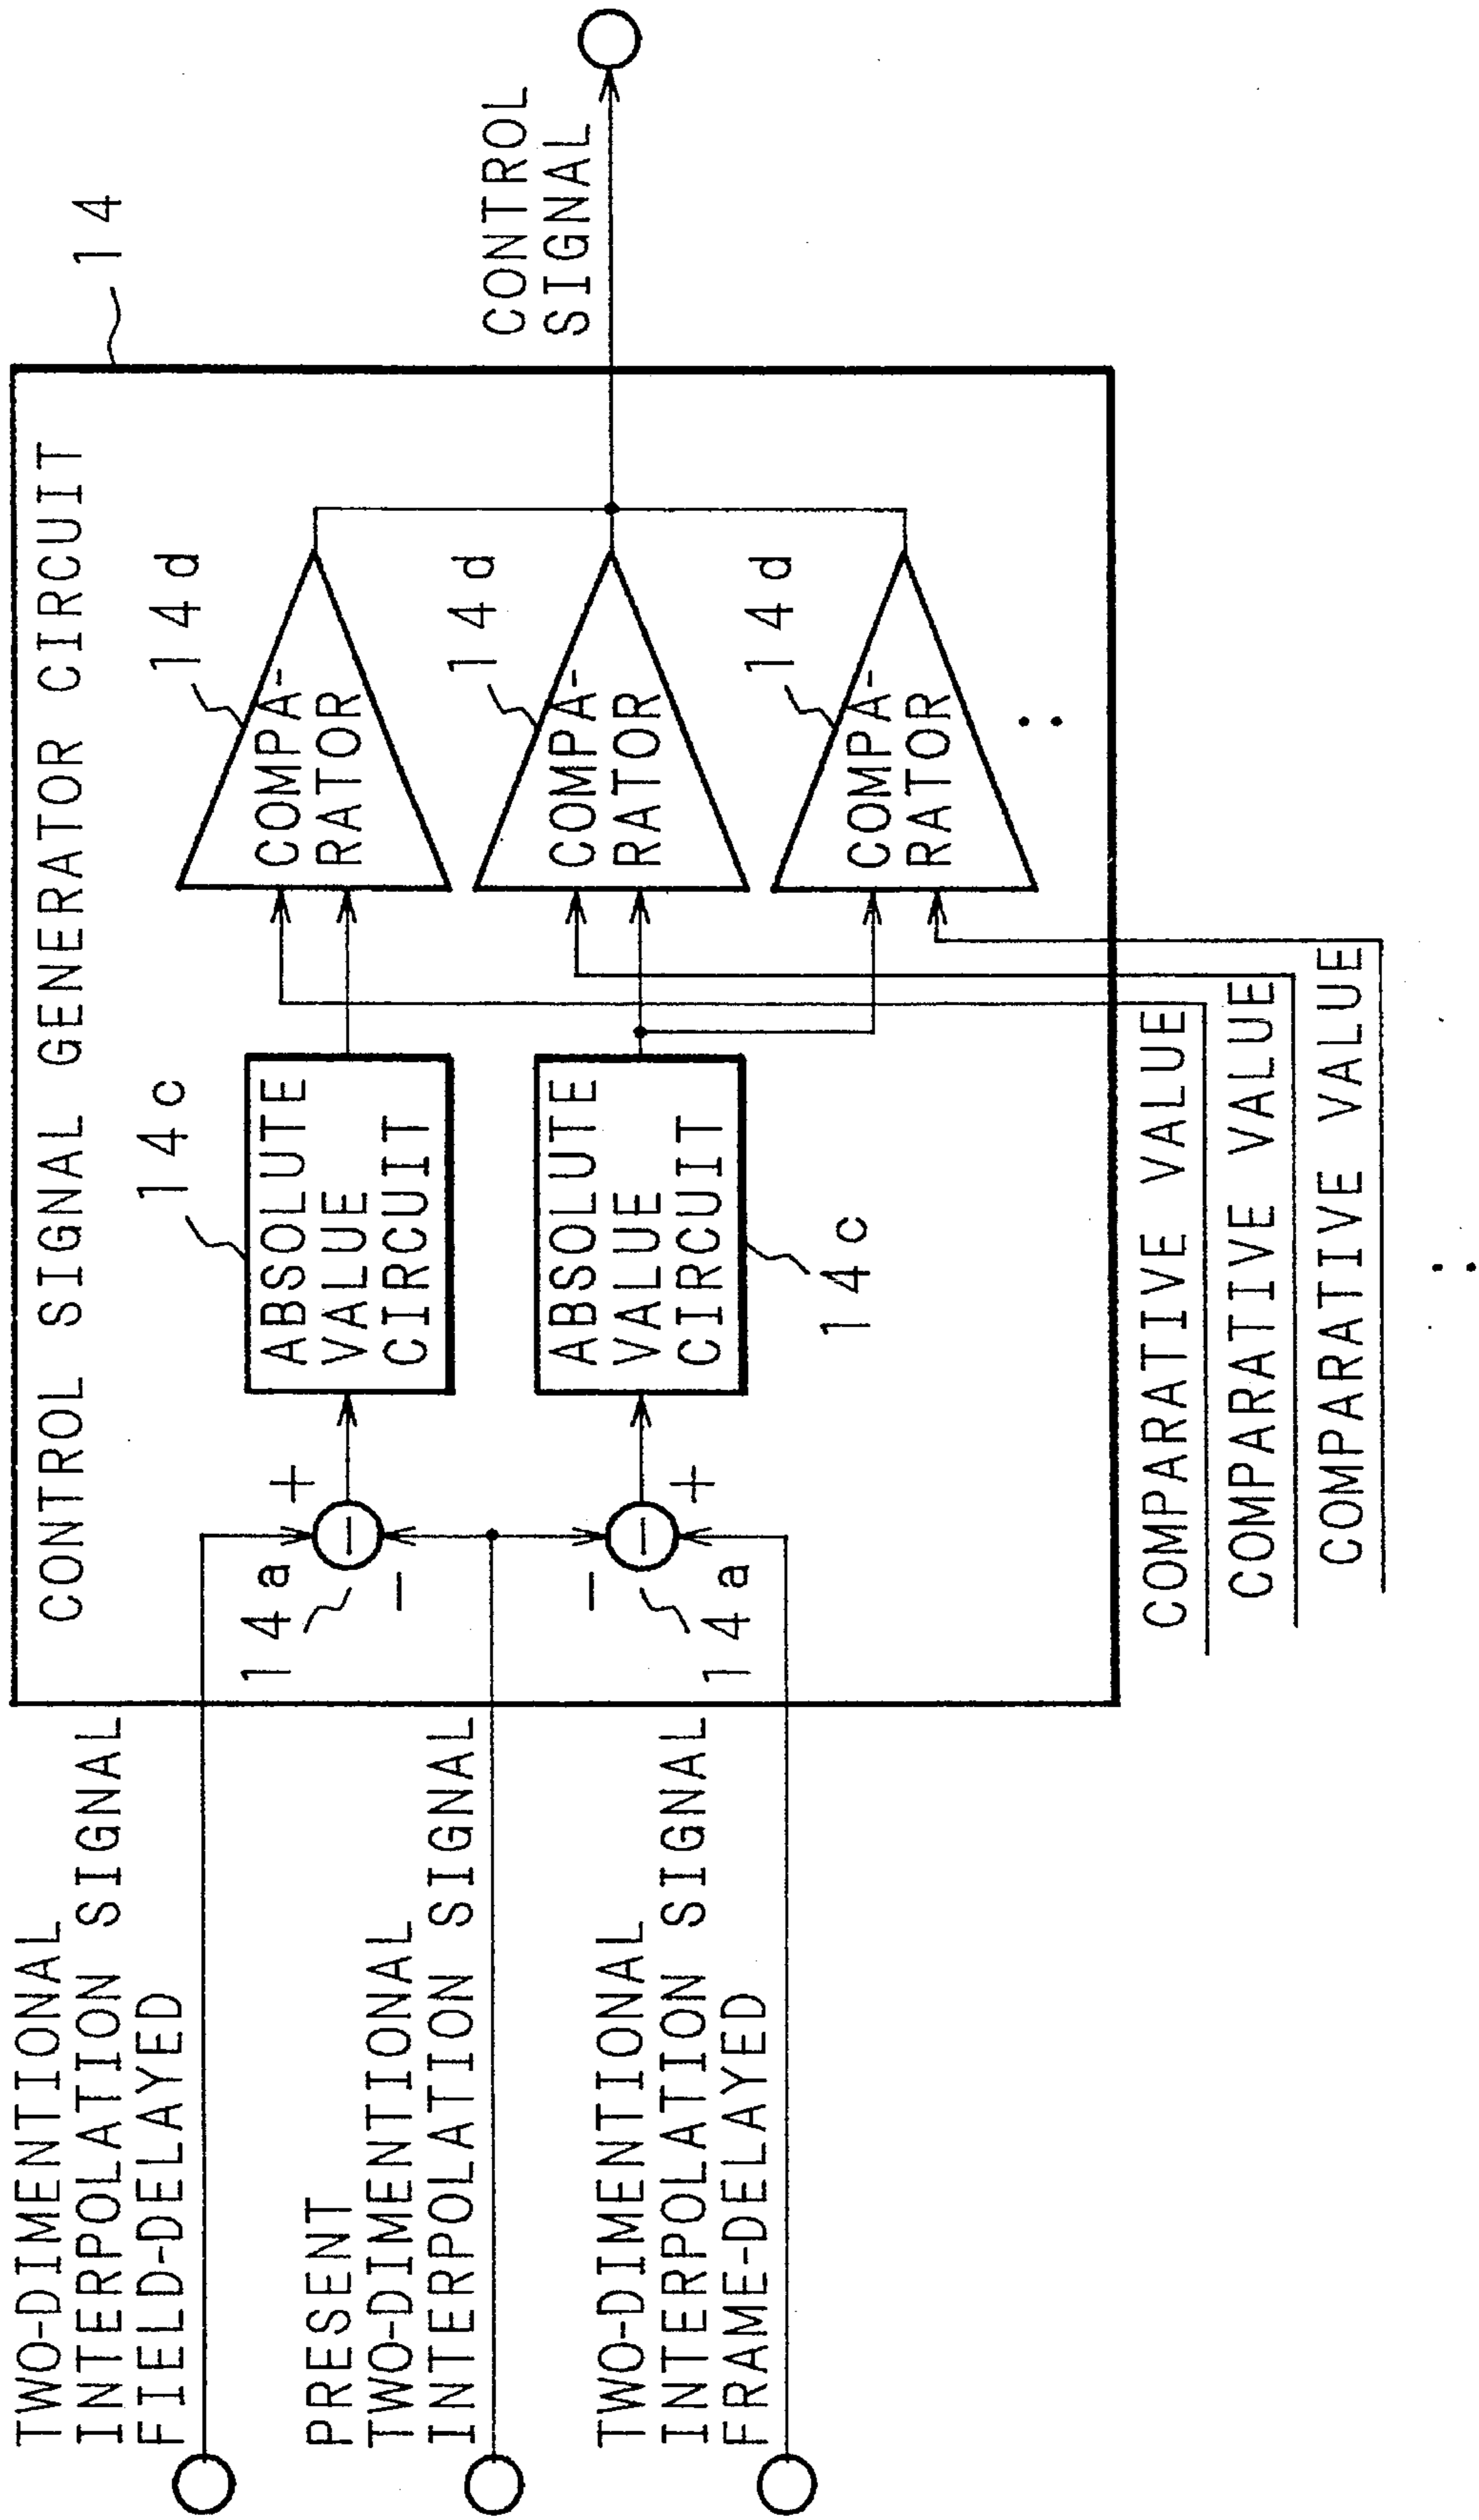 CONTROL SIGNAL GENERATOR CIRCUIT
14
TWO-DIMENTIONAL
INTERPOLATION SIGNAL
FIELD-DELAYED
PRESENT
TWO-DIMENTIONAL
INTERPOLATION SIGNAL
TWO-DIMENTIONAL
INTERPOLATION SIGNAL
FRAME-DELAYED
14a
+
−
−
+
14a
14c
ABSOLUTE
VALUE
CIRCUIT
ABSOLUTE
VALUE
CIRCUIT
14c
14d
COMPA-
RATOR
14d
COMPA-
RATOR
14d
COMPA-
RATOR
CONTROL
SIGNAL
COMPARATIVE VALUE
COMPARATIVE VALUE
COMPARATIVE VALUE